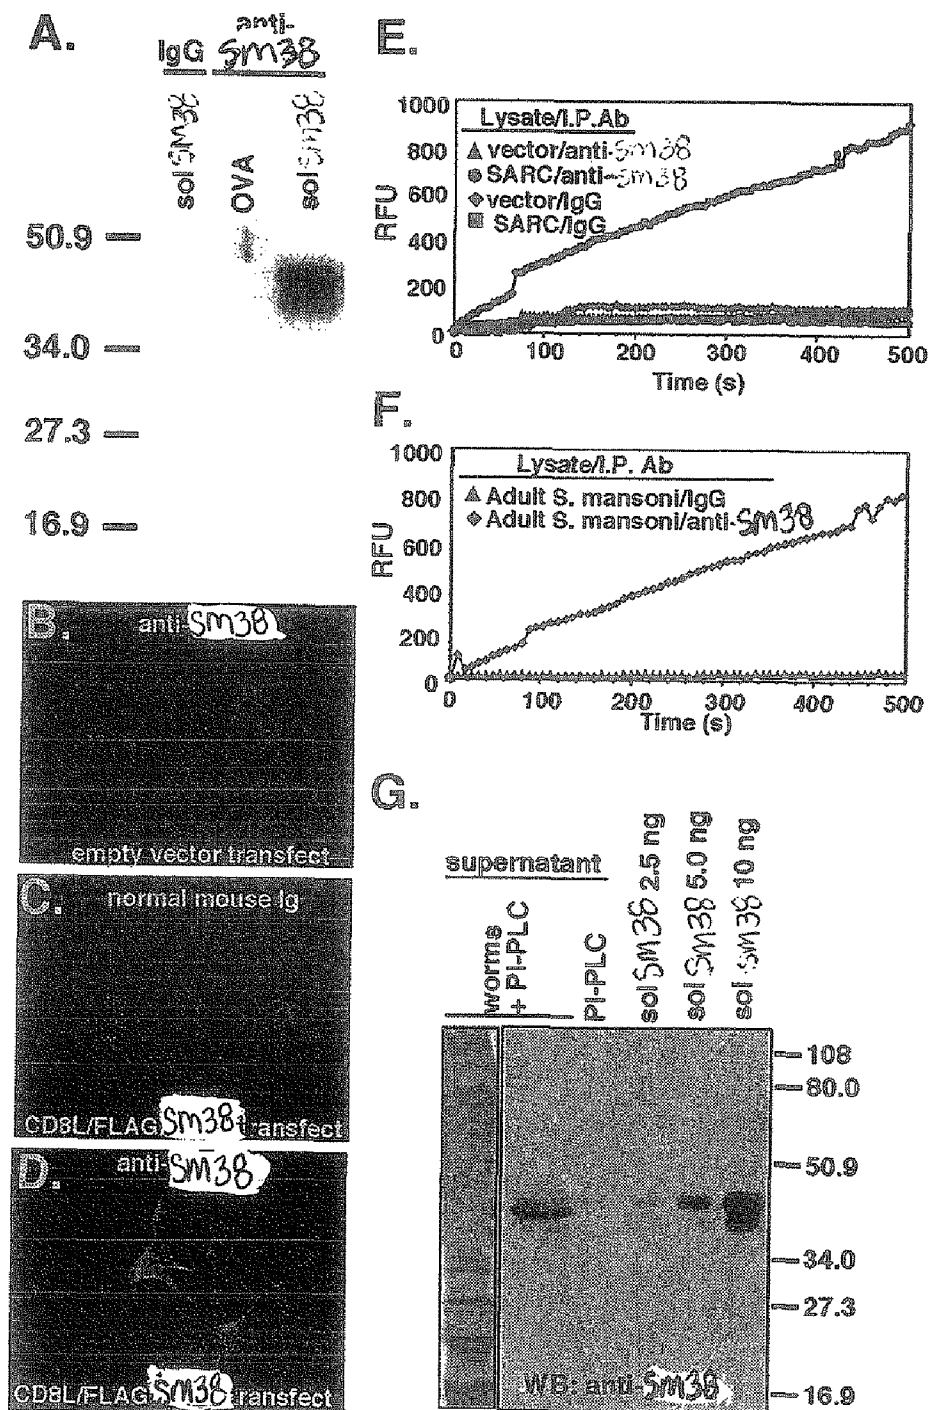 A.
IgG
anti-
SM38
sol SM38
OVA
sol SM38
50.9
34.0
27.3
16.9
B.
anti-SM38
empty vector transfect
C.
normal mouse Ig
CD8L/FLAG SM38 transfect
D.
anti-SM38
CD8L/FLAG SM38 transfect
E.
1000
800
600
400
200
0
RFU
Lysate/I.P.Ab
vector/anti-SM38
SARC/anti-SM38
vector/IgG
SARC/IgG
0 100 200 300 400 500
Time (s)
F.
1000
800
600
400
200
0
RFU
Lysate/I.P. Ab
Adult S. mansoni/IgG
Adult S. mansoni/anti-SM38
0 100 200 300 400 500
Time (s)
G.
supernatant
worms
+ PI-PLC
PI-PLC
sol SM38 2.5 ng
sol SM38 5.0 ng
sol SM38 10 ng
108
80.0
50.9
34.0
27.3
16.9
WB: anti-SM38